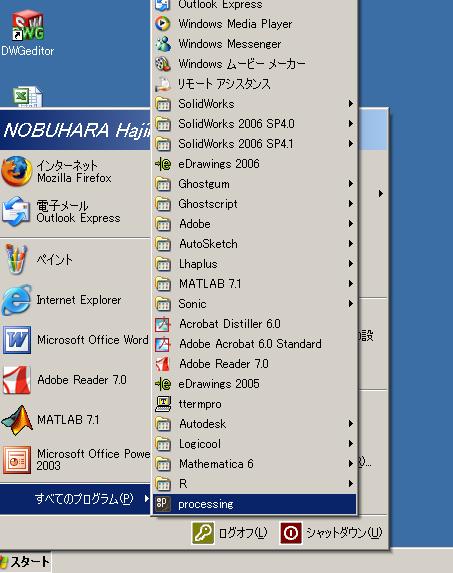 DWGeditor
NOBUHARA Haji
インターネット
Mozilla Firefox
電子メール
Outlook Express
ペイント
Internet Explorer
Microsoft Office Word
Adobe Reader 7.0
MATLAB 7.1
Microsoft Office Powe
2003
すべてのプログラム(P)
Outlook Express
Windows Media Player
Windows Messenger
Windows ムービー メーカー
リモート アシスタンス
SolidWorks
SolidWorks 2006 SP4.0
SolidWorks 2006 SP4.1
eDrawings 2006
Ghostgum
Ghostscript
Adobe
AutoSketch
Lhaplus
MATLAB 7.1
Sonic
Acrobat Distiller 6.0
Adobe Acrobat 6.0 Standard
Adobe Reader 7.0
eDrawings 2005
ttermpro
Autodesk
Logicool
Mathematica 6
R
processing
の設
ログオフ(L)
シャットダウン(U)
スタート